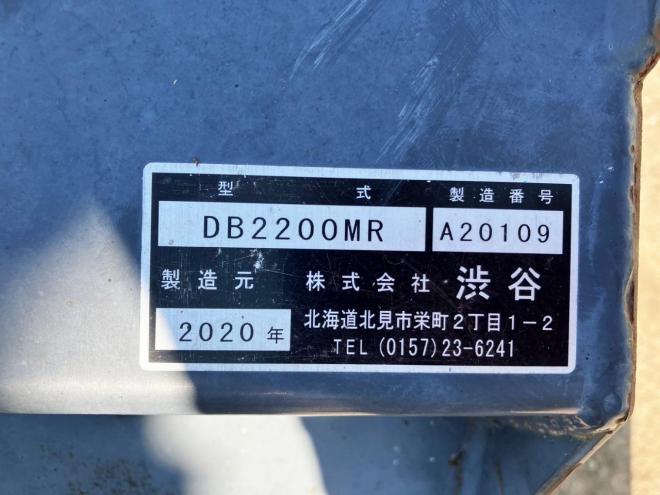 型式 製造番号
DB2200MR A20109
製造元 株式会社 渋谷
2020年 北海道北見市栄町2丁目1-2
TEL (0157)23-6241